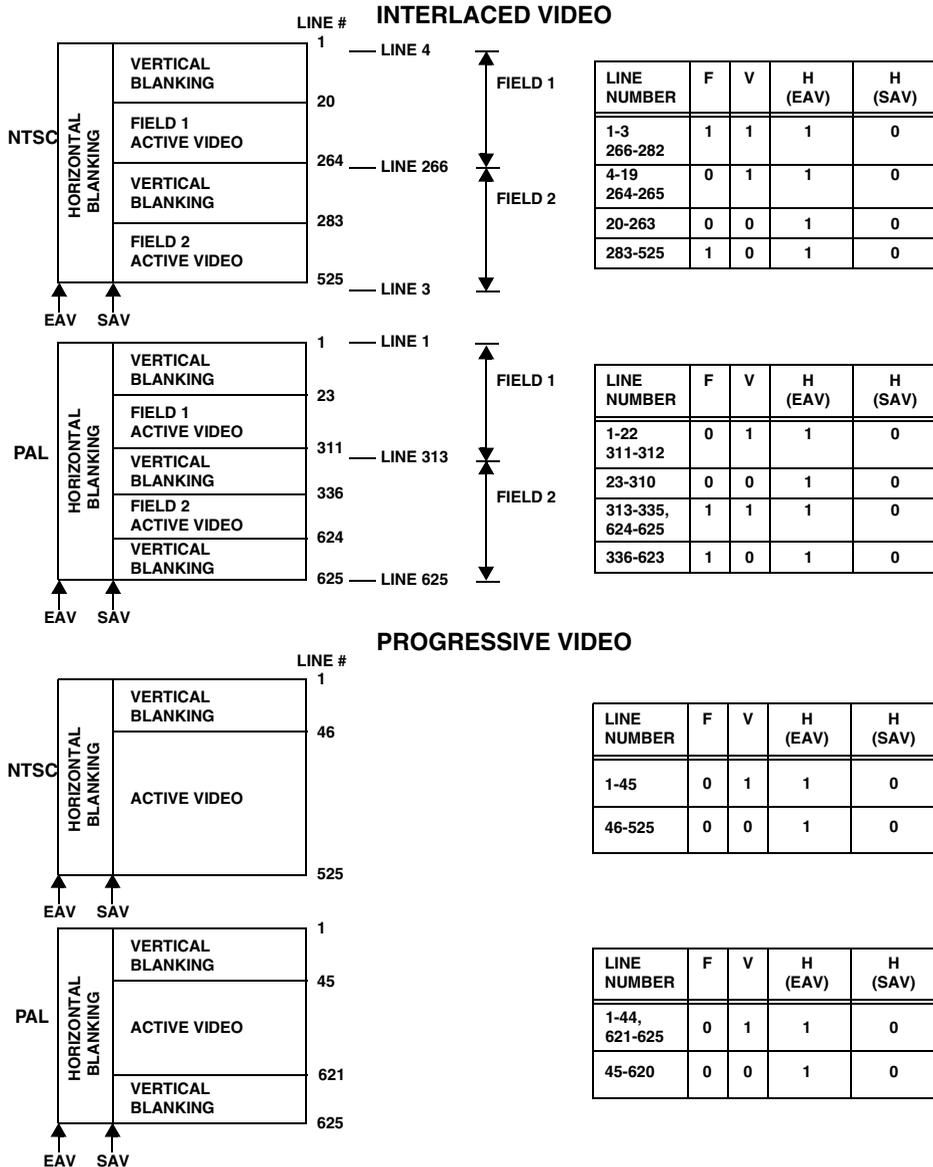 INTERLACED VIDEO
LINE #
NTSC
HORIZONTAL
BLANKING
VERTICAL
BLANKING
FIELD 1
ACTIVE VIDEO
VERTICAL
BLANKING
FIELD 2
ACTIVE VIDEO
1
20
264
283
525
LINE 4
LINE 266
LINE 3
FIELD 1
FIELD 2
EAV SAV
LINE NUMBER F V H (EAV) H (SAV)
1-3
266-282 1 1 1 0
4-19
264-265 0 1 1 0
20-263 0 0 1 0
283-525 1 0 1 0
PAL
HORIZONTAL
BLANKING
VERTICAL
BLANKING
FIELD 1
ACTIVE VIDEO
VERTICAL
BLANKING
FIELD 2
ACTIVE VIDEO
VERTICAL
BLANKING
1
23
311
336
624
625
LINE 1
LINE 313
LINE 625
FIELD 1
FIELD 2
EAV SAV
LINE NUMBER F V H (EAV) H (SAV)
1-22
311-312 0 1 1 0
23-310 0 0 1 0
313-335,
624-625 1 1 1 0
336-623 1 0 1 0
PROGRESSIVE VIDEO
LINE #
NTSC
HORIZONTAL
BLANKING
VERTICAL
BLANKING
ACTIVE VIDEO
1
46
525
EAV SAV
LINE NUMBER F V H (EAV) H (SAV)
1-45 0 1 1 0
46-525 0 0 1 0
PAL
HORIZONTAL
BLANKING
VERTICAL
BLANKING
ACTIVE VIDEO
VERTICAL
BLANKING
1
45
621
625
EAV SAV
LINE NUMBER F V H (EAV) H (SAV)
1-44,
621-625 0 1 1 0
45-620 0 0 1 0